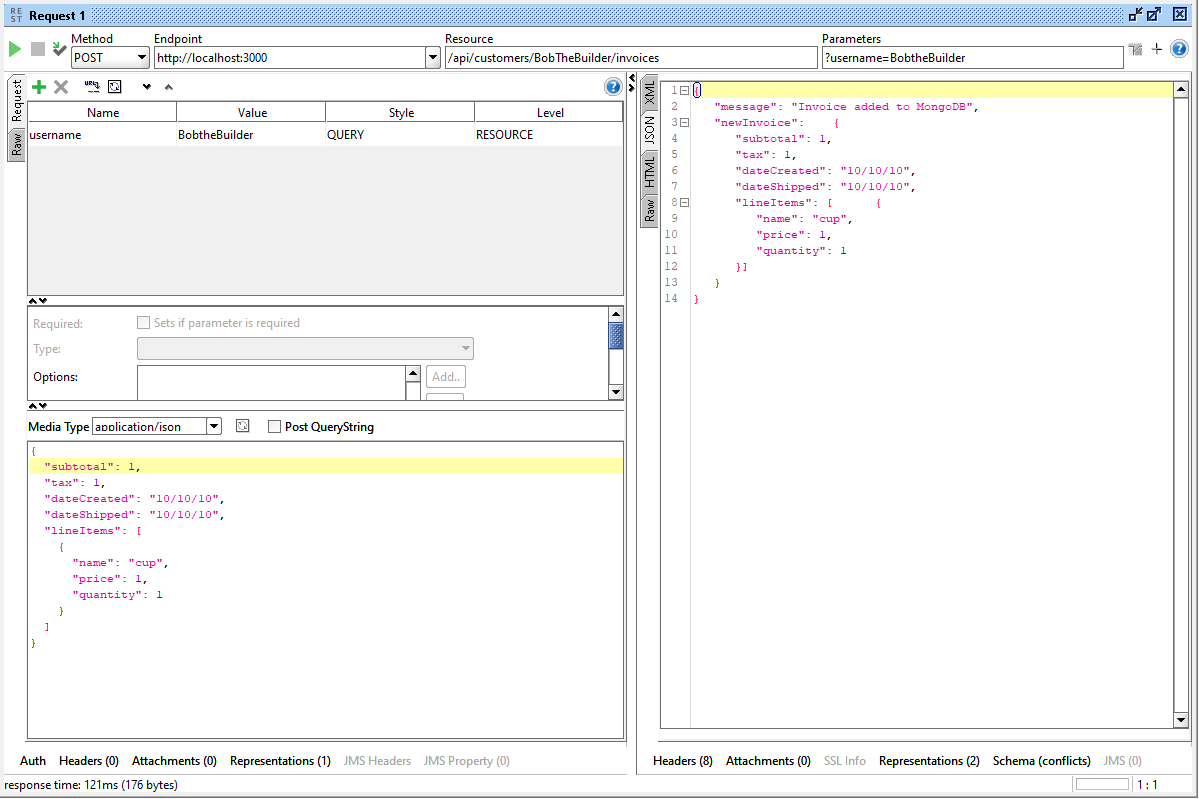 RE
ST
Request 1
Method
Endpoint
Resource
Parameters
POST
http://localhost:3000
/api/customers/BobTheBuilder/invoices
?username=BobtheBuilder
Request
Raw
Name Value Style Level
username BobtheBuilder QUERY RESOURCE
Required:
Sets if parameter is required
Type:
Options:
Add..
Media Type application/json
Post QueryString
{
"subtotal": 1,
"tax": 1,
"dateCreated": "10/10/10",
"dateShipped": "10/10/10",
"lineItems": [
{
"name": "cup",
"price": 1,
"quantity": 1
}
]
}
Auth Headers (0) Attachments (0) Representations (1) JMS Headers JMS Property (0)
XML
JSON
HTML
Raw
1 {
2 "message": "Invoice added to MongoDB",
3 "newInvoice": {
4 "subtotal": 1,
5 "tax": 1,
6 "dateCreated": "10/10/10",
7 "dateShipped": "10/10/10",
8 "lineItems": [ {
9 "name": "cup",
10 "price": 1,
11 "quantity": 1
12 }]
13 }
14 }
Headers (8) Attachments (0) SSL Info Representations (2) Schema (conflicts) JMS (0)
response time: 121ms (176 bytes)
1 : 1